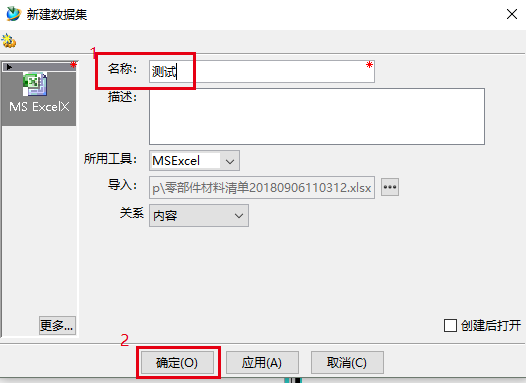 新建数据集
1
名称： 测试 *
* MS ExcelX
描述：
所用工具： MSExcel
导入： p\零部件材料清单20180906110312.xlsx ...
关系 内容
更多... 创建后打开
2
确定(O) 应用(A) 取消(C)